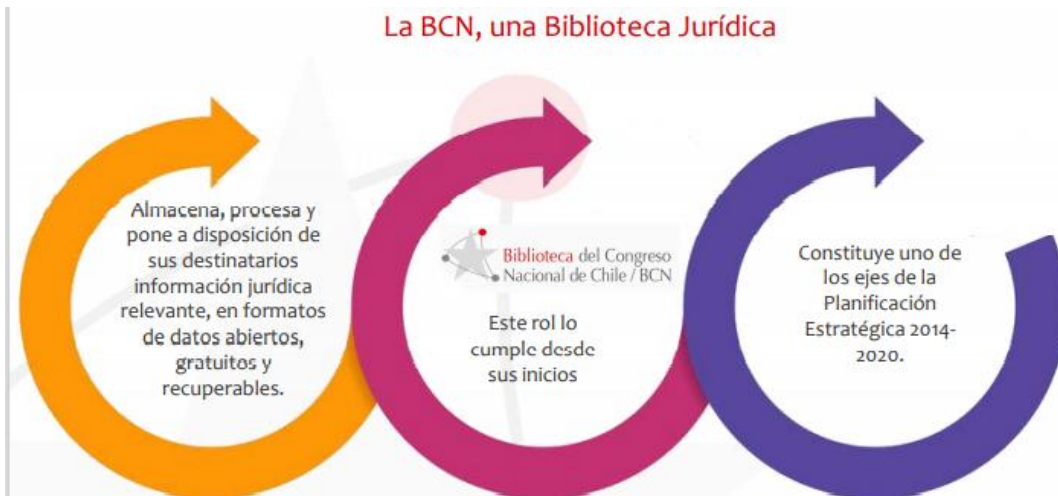 La BCN, una Biblioteca Jurídica
Almacena, procesa y
pone a disposición de
sus destinatarios
información jurídica
relevante, en formatos
de datos abiertos,
gratuitos y
recuperables.
Biblioteca del Congreso
Nacional de Chile / BCN
Este rol lo
cumple desde
sus inicios
Constituye uno de
los ejes de la
Planificación
Estratégica 2014-
2020.